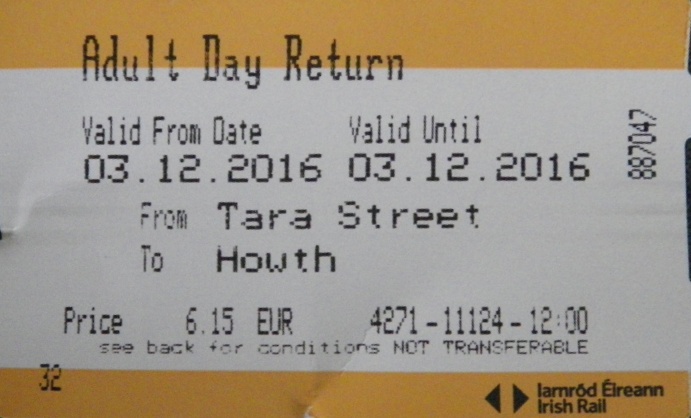 Adult Day Return
Valid From Date Valid Until
03.12.2016 03.12.2016
887047
From Tara Street
To Howth
Price 6.15 EUR 4271-11124-12:00
see back for conditions NOT TRANSFERABLE
32
Iarnród Éireann
Irish Rail